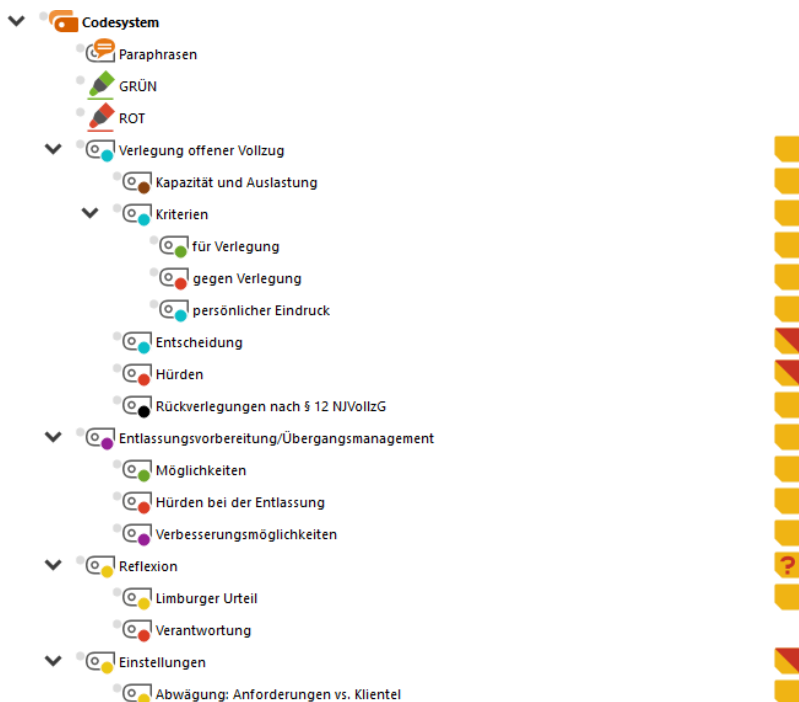 Codesystem
Paraphrasen
GRÜN
ROT
Verlegung offener Vollzug
Kapazität und Auslastung
Kriterien
für Verlegung
gegen Verlegung
persönlicher Eindruck
Entscheidung
Hürden
Rückverlegungen nach § 12 NJVollzG
Entlassungsvorbereitung/Übergangsmanagement
Möglichkeiten
Hürden bei der Entlassung
Verbesserungsmöglichkeiten
Reflexion
?
Limburger Urteil
Verantwortung
Einstellungen
Abwägung: Anforderungen vs. Klientel